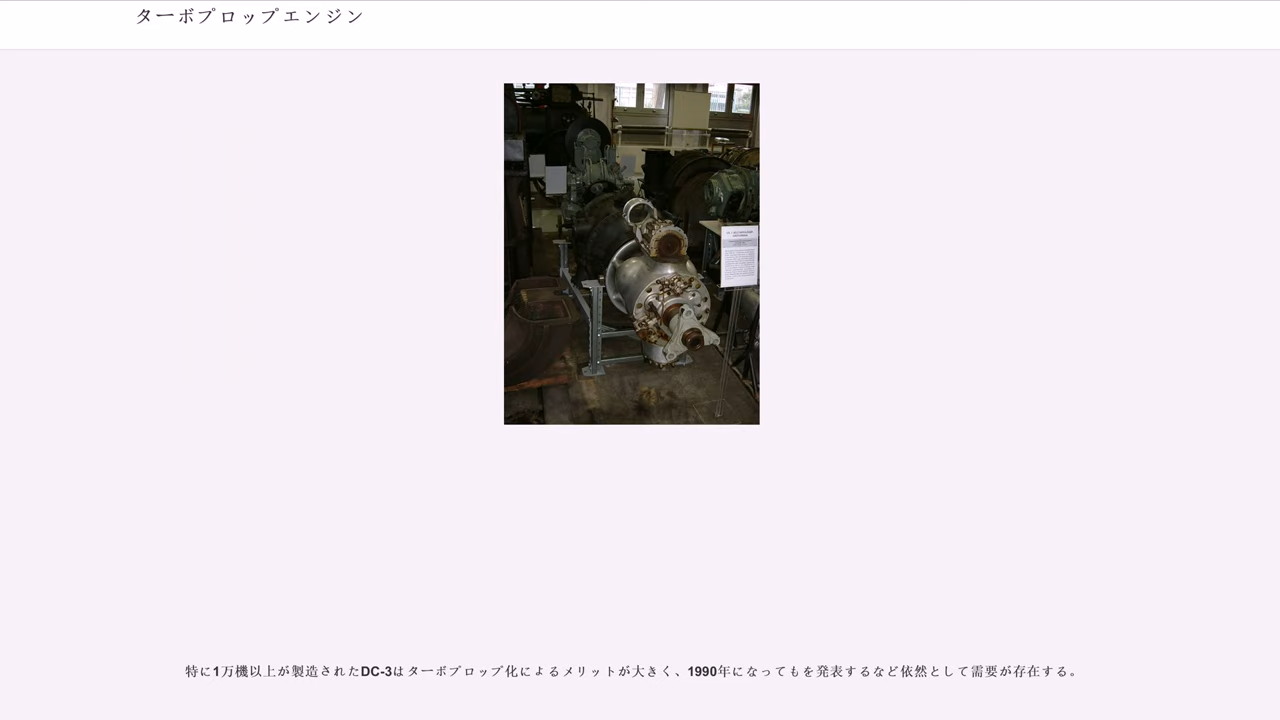 ターボプロップエンジン
特に1万機以上が製造されたDC-3はターボプロップ化によるメリットが大きく、1990年になってもを発表するなど依然として需要が存在する。